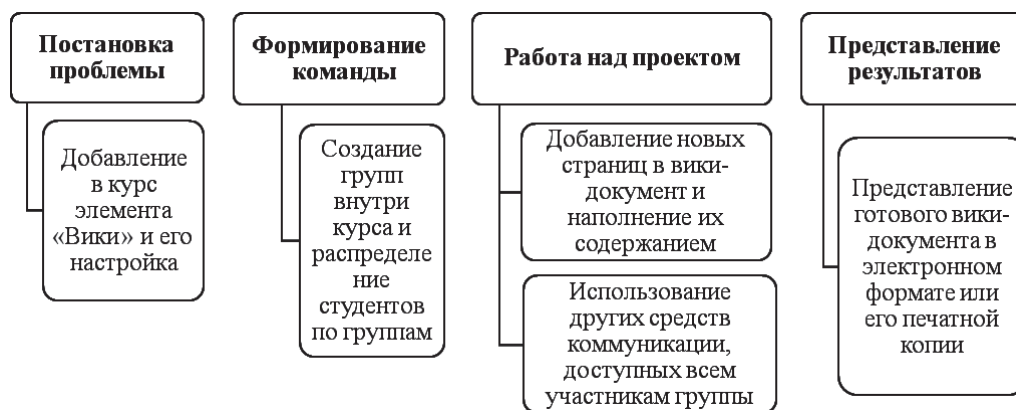 Постановка
проблемы
Добавление
в курс
элемента
«Вики» и его
настройка
Формирование
команды
Создание
групп
внутри
курса и
распределе
ние
студентов
по группам
Работа над проектом
Добавление новых
страниц в вики-
документ и
наполнение их
содержанием
Использование
других средств
коммуникации,
доступных всем
участникам группы
Представление
результатов
Представление
готового вики-
документа в
электронном
формате или
его печатной
копии